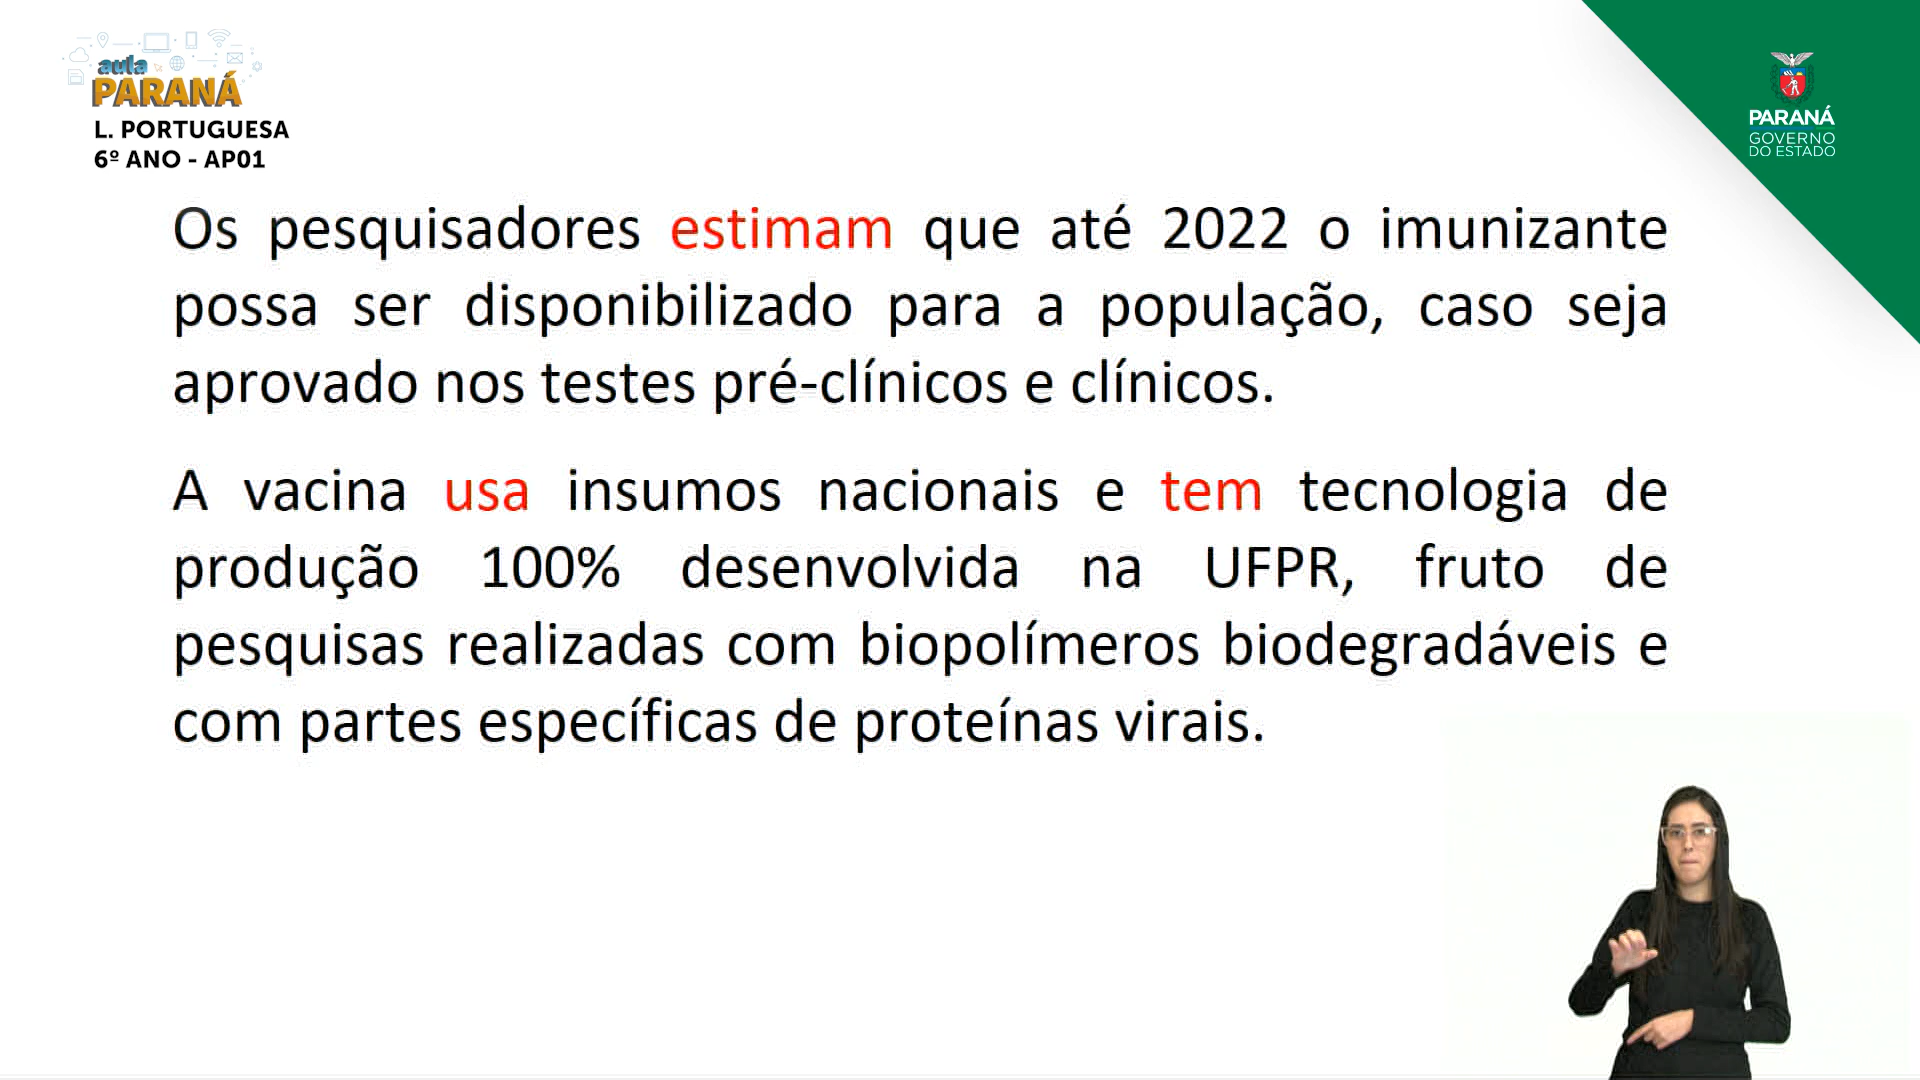 aula
PARANÁ
L. PORTUGUESA
6º ANO - AP01
PARANÁ
GOVERNO
DO ESTADO
Os pesquisadores estimam que até 2022 o imunizante
possa ser disponibilizado para a população, caso seja
aprovado nos testes pré-clínicos e clínicos.
A vacina usa insumos nacionais e tem tecnologia de
produção 100% desenvolvida na UFPR, fruto de
pesquisas realizadas com biopolímeros biodegradáveis e
com partes específicas de proteínas virais.